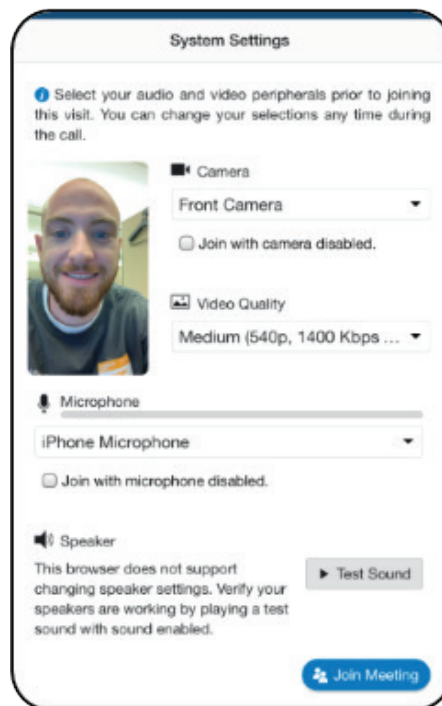 System Settings
Select your audio and video peripherals prior to joining
this visit. You can change your selections any time during
the call.
Camera
Front Camera
Join with camera disabled.
Video Quality
Medium (540p, 1400 Kbps ...
Microphone
iPhone Microphone
Join with microphone disabled.
Speaker
This browser does not support
changing speaker settings. Verify your
speakers are working by playing a test
sound with sound enabled.
Test Sound
Join Meeting